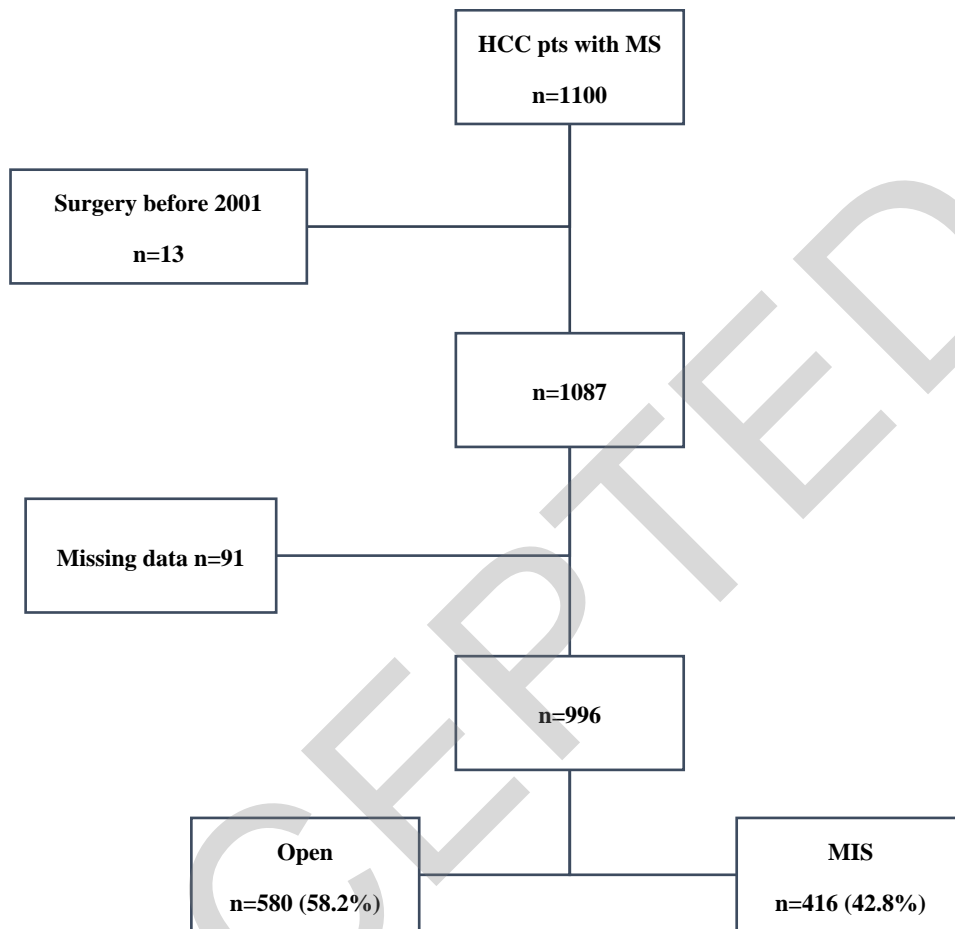 HCC pts with MS
n=1100
Surgery before 2001
n=13
n=1087
Missing data n=91
n=996
Open
n=580 (58.2%)
MIS
n=416 (42.8%)
CEPTED